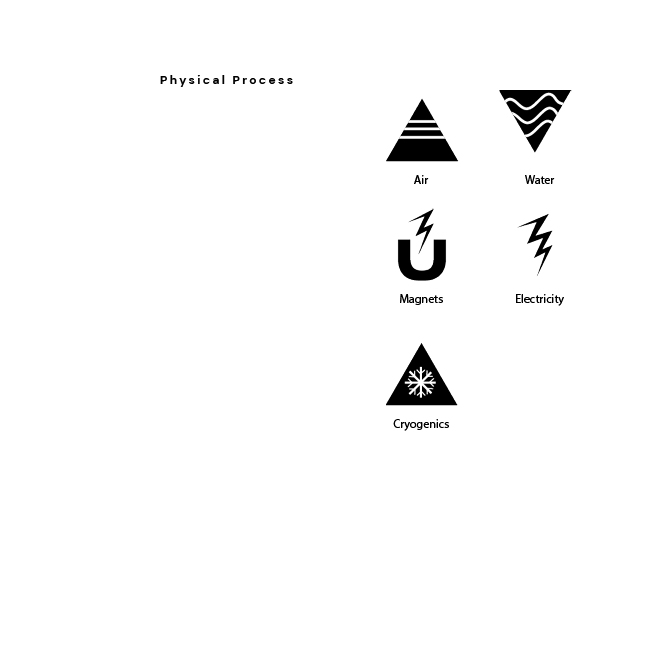 Physical Process
Air
Water
Magnets
Electricity
Cryogenics